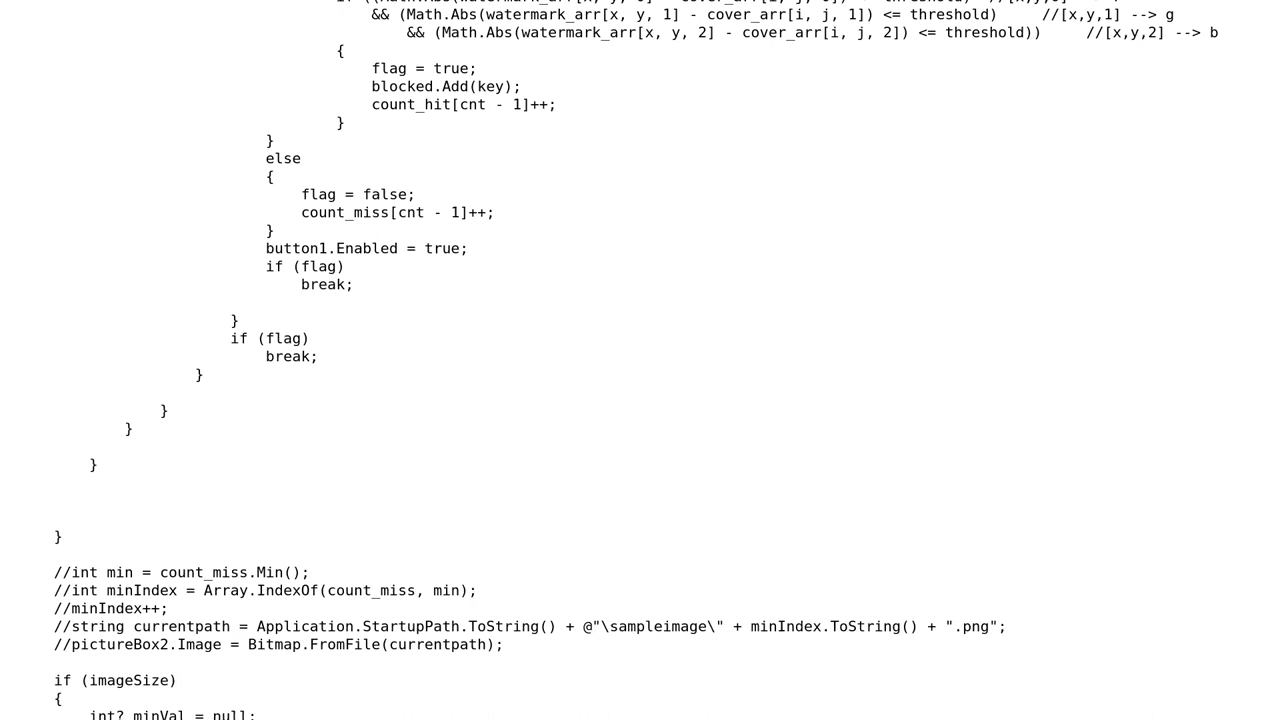 && (Math.Abs(watermark_arr[x, y, 1] - cover_arr[i, j, 1]) <= threshold)     //[x,y,1] --> g
&& (Math.Abs(watermark_arr[x, y, 2] - cover_arr[i, j, 2]) <= threshold))     //[x,y,2] --> b
{
flag = true;
blocked.Add(key);
count_hit[cnt - 1]++;
}
}
else
{
flag = false;
count_miss[cnt - 1]++;
}
button1.Enabled = true;
if (flag)
break;
}
if (flag)
break;
}
}
}
}
}
//int min = count_miss.Min();
//int minIndex = Array.IndexOf(count_miss, min);
//minIndex++;
//string currentpath = Application.StartupPath.ToString() + @"\sampleimage\" + minIndex.ToString() + ".png";
//pictureBox2.Image = Bitmap.FromFile(currentpath);
if (imageSize)
{
int? minVal = null;